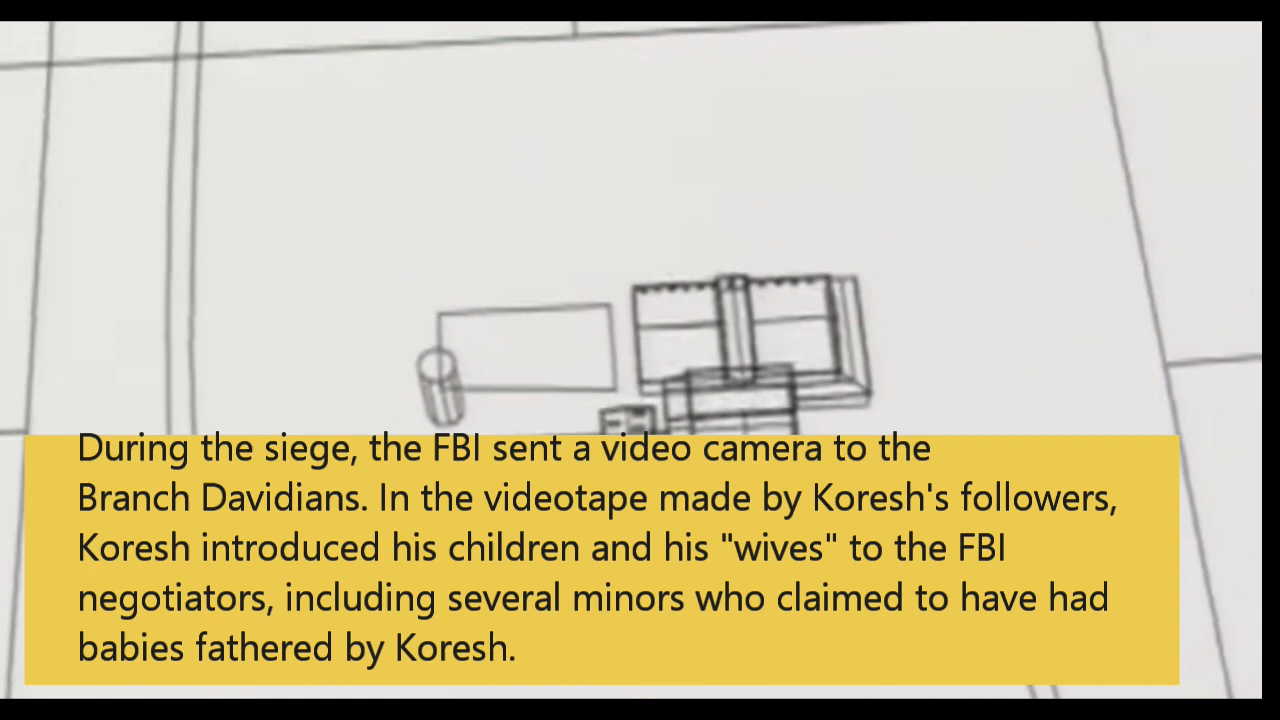 During the siege, the FBI sent a video camera to the
Branch Davidians. In the videotape made by Koresh's followers,
Koresh introduced his children and his "wives" to the FBI
negotiators, including several minors who claimed to have had
babies fathered by Koresh.